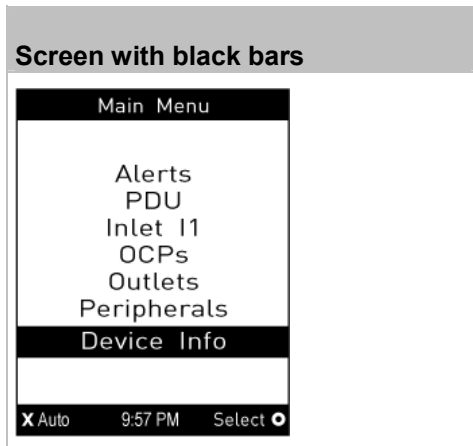 Screen with black bars
Main Menu
Alerts
PDU
Inlet I1
OCPs
Outlets
Peripherals
Device Info
X Auto 9:57 PM Select